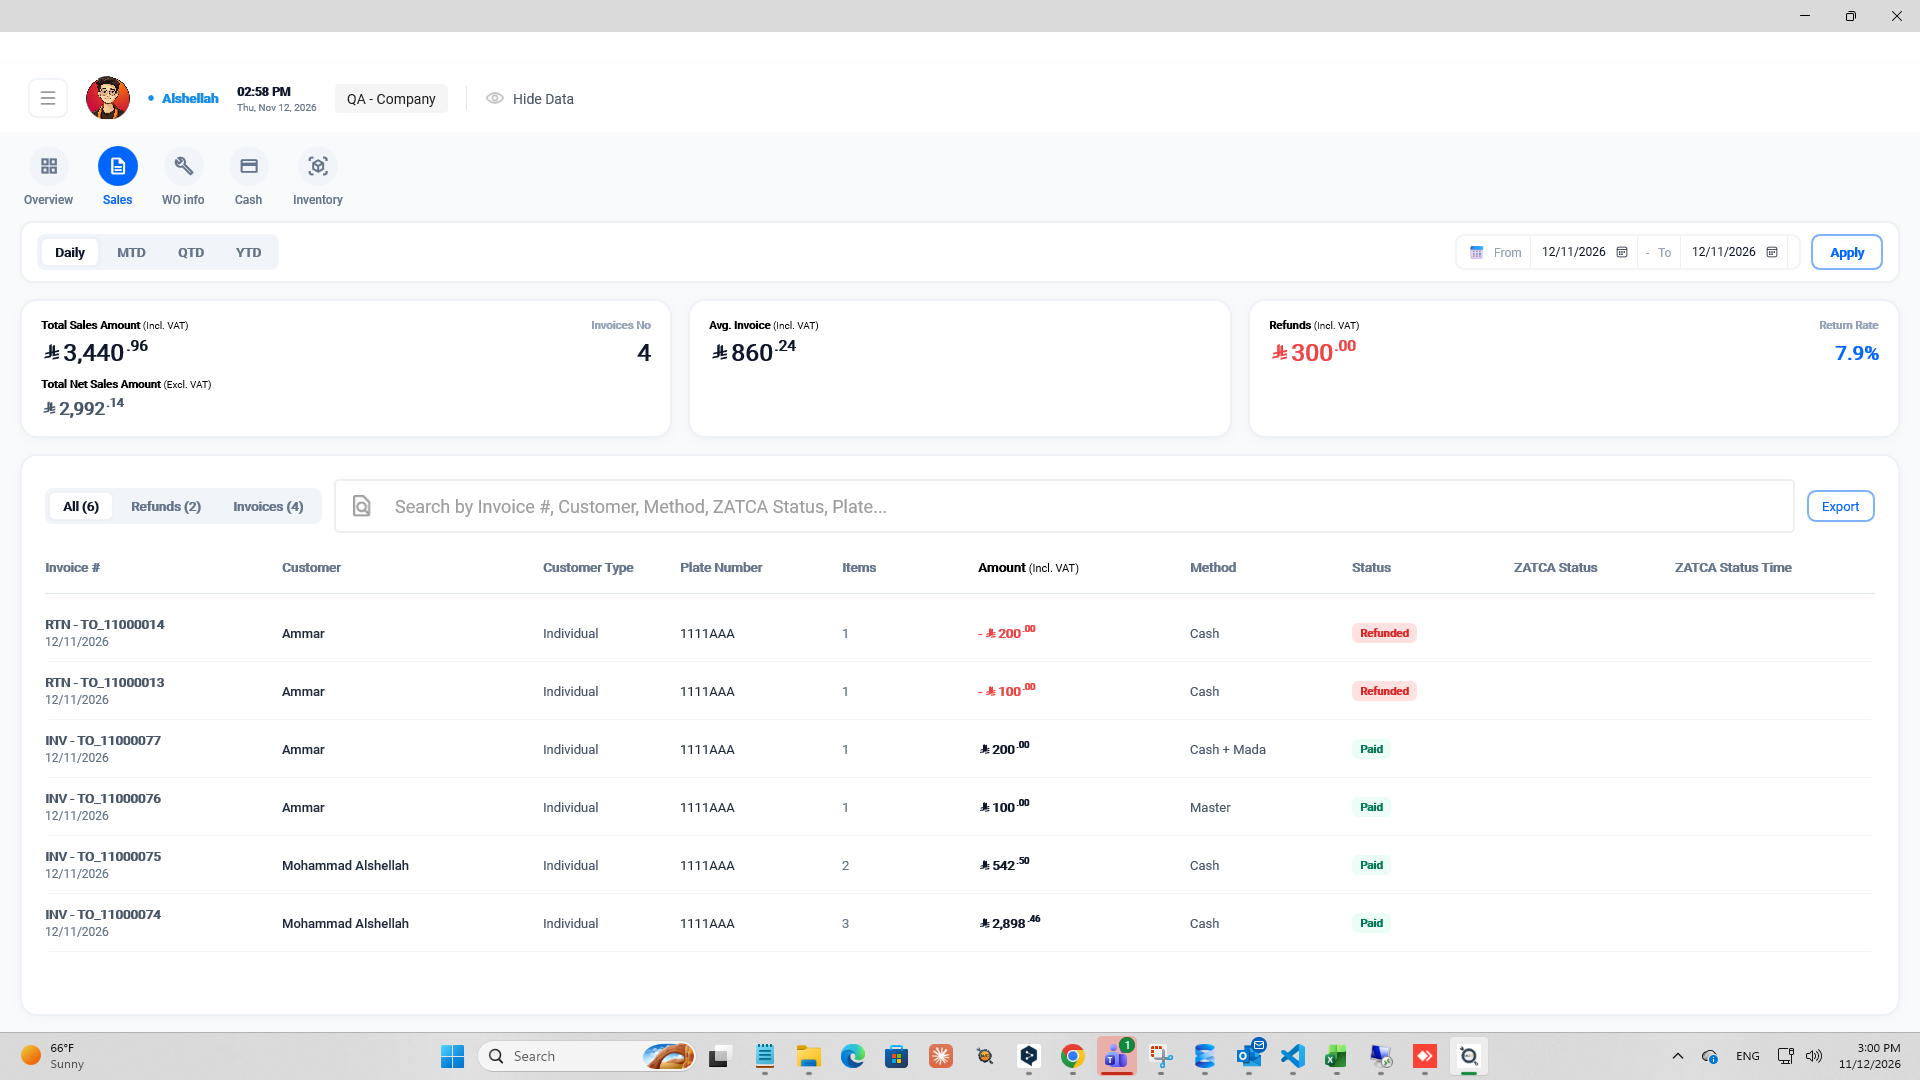 Alshellah
02:58 PM
Thu, Nov 12, 2026
QA - Company
Hide Data
Overview
Sales
WO info
Cash
Inventory
Daily
MTD
QTD
YTD
From
12/11/2026
- To
12/11/2026
Apply
Total Sales Amount (Incl. VAT)
Invoices No
3,440.96
4
Total Net Sales Amount (Excl. VAT)
2,992.14
Avg. Invoice (Incl. VAT)
860.24
Refunds (Incl. VAT)
Return Rate
300.00
7.9%
All (6)
Refunds (2)
Invoices (4)
Search by Invoice #, Customer, Method, ZATCA Status, Plate...
Export
Invoice # Customer Customer Type Plate Number Items Amount (Incl. VAT) Method Status ZATCA Status ZATCA Status Time
RTN - TO_11000014
12/11/2026
Ammar Individual 1111AAA 1 - 200.00 Cash Refunded
RTN - TO_11000013
12/11/2026
Ammar Individual 1111AAA 1 - 100.00 Cash Refunded
INV - TO_11000077
12/11/2026
Ammar Individual 1111AAA 1 200.00 Cash + Mada Paid
INV - TO_11000076
12/11/2026
Ammar Individual 1111AAA 1 100.00 Master Paid
INV - TO_11000075
12/11/2026
Mohammad Alshellah Individual 1111AAA 2 542.50 Cash Paid
INV - TO_11000074
12/11/2026
Mohammad Alshellah Individual 1111AAA 3 2,898.46 Cash Paid
66°F
Sunny
Search
1
ENG
3:00 PM
11/12/2026